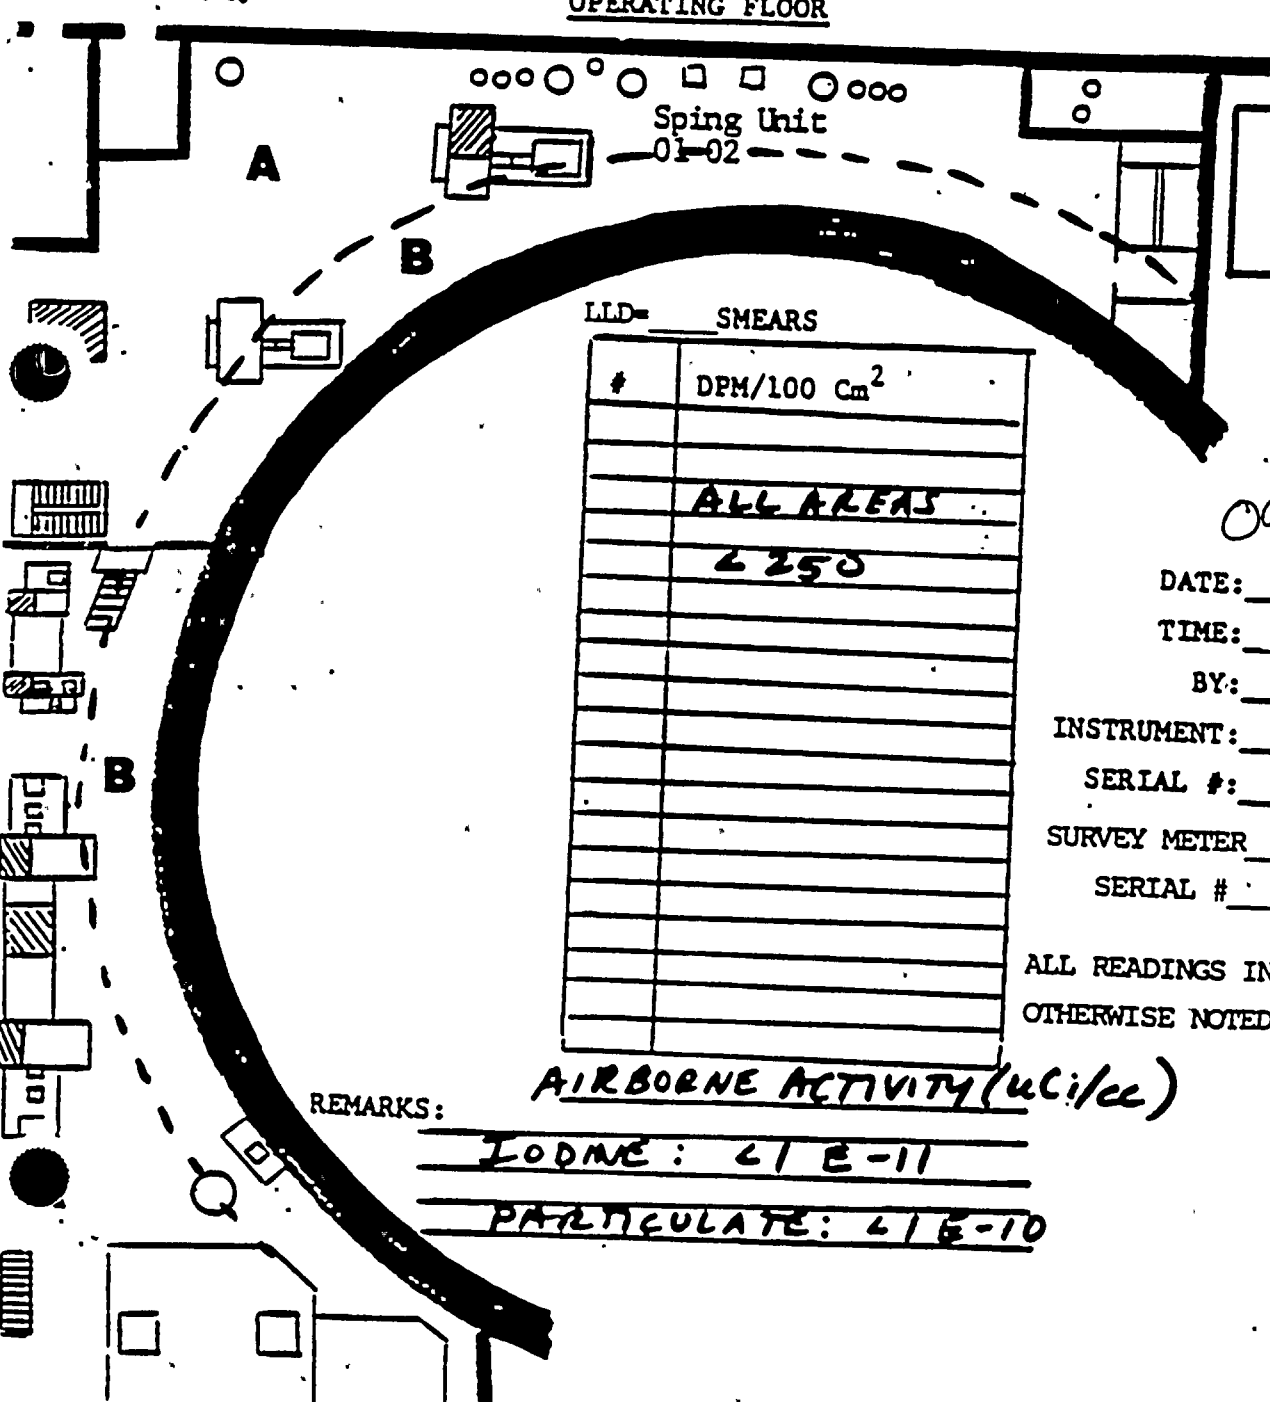 OPERATING FLOOR
Sping Unit
01-02
A
B
LLD=____SMEARS
# DPM/100 Cm²
ALL AREAS
< 250
DATE:
TIME:
BY:
INSTRUMENT:
SERIAL #:
SURVEY METER
SERIAL #
B
ALL READINGS IN
OTHERWISE NOTED
AIRBORNE ACTIVITY (uCi/cc)
REMARKS:
IODINE: <1 E-11
PARTICULATE: <1 E-10